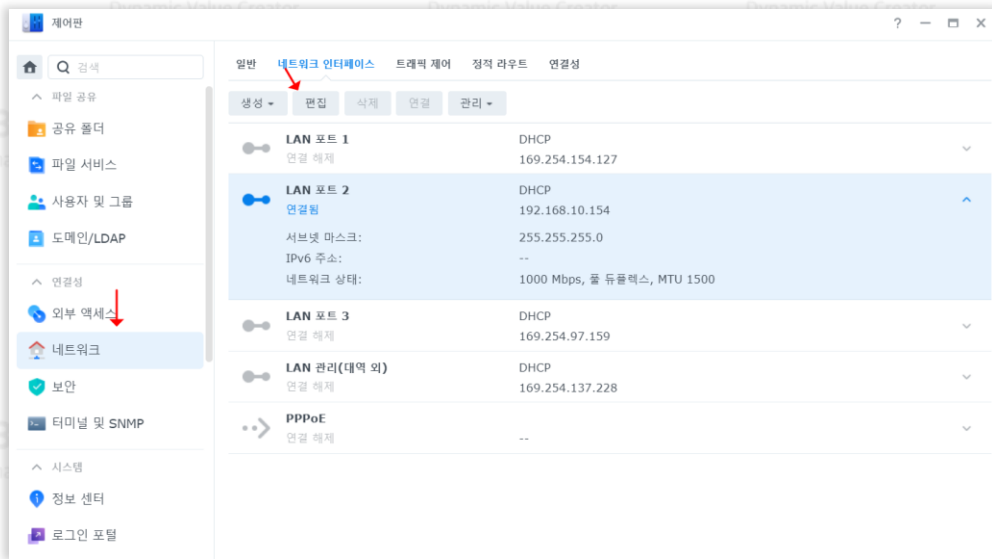 Dynamic Value Creator Dynamic Value Creator Dynamic Value Creator
제어판
?
검색
파일 공유
공유 폴더
파일 서비스
사용자 및 그룹
도메인/LDAP
연결성
외부 액세스
네트워크
보안
터미널 및 SNMP
시스템
정보 센터
로그인 포털
일반 네트워크 인터페이스 트래픽 제어 정적 라우트 연결성
생성 편집 삭제 연결 관리
LAN 포트 1 DHCP
연결 해제 169.254.154.127
LAN 포트 2 DHCP
연결됨 192.168.10.154
서브넷 마스크: 255.255.255.0
IPv6 주소: --
네트워크 상태: 1000 Mbps, 풀 듀플렉스, MTU 1500
LAN 포트 3 DHCP
연결 해제 169.254.97.159
LAN 관리(대역 외) DHCP
연결 해제 169.254.137.228
PPPoE
연결 해제 --